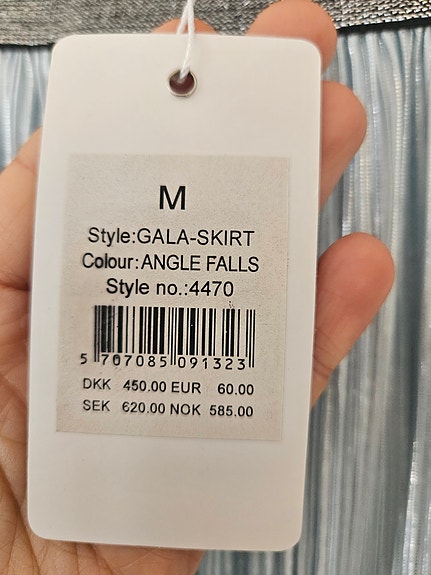 M
Style:GALA-SKIRT
Colour:ANGLE FALLS
Style no.:4470
5 707085 091323
DKK 450.00 EUR 60.00
SEK 620.00 NOK 585.00